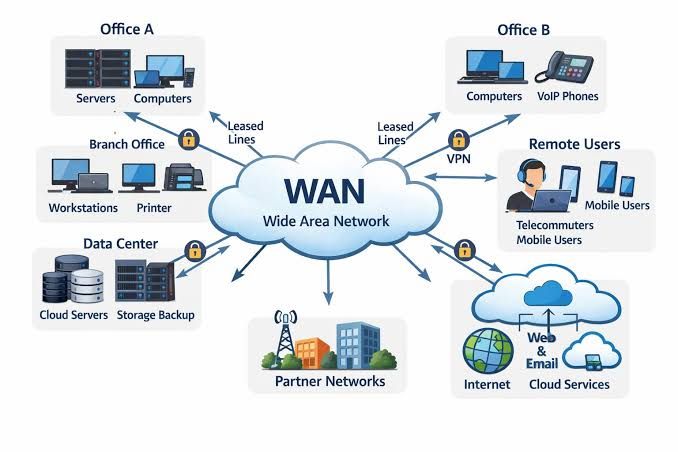 Office A
Servers
Computers
Office B
Computers
VoIP Phones
Leased
Lines
Leased
Lines
VPN
Branch Office
Workstations
Printer
WAN
Wide Area Network
Remote Users
Mobile Users
Telecommuters
Mobile Users
Data Center
Cloud Servers
Storage Backup
Partner Networks
Internet
Web
&
Email
Cloud Services